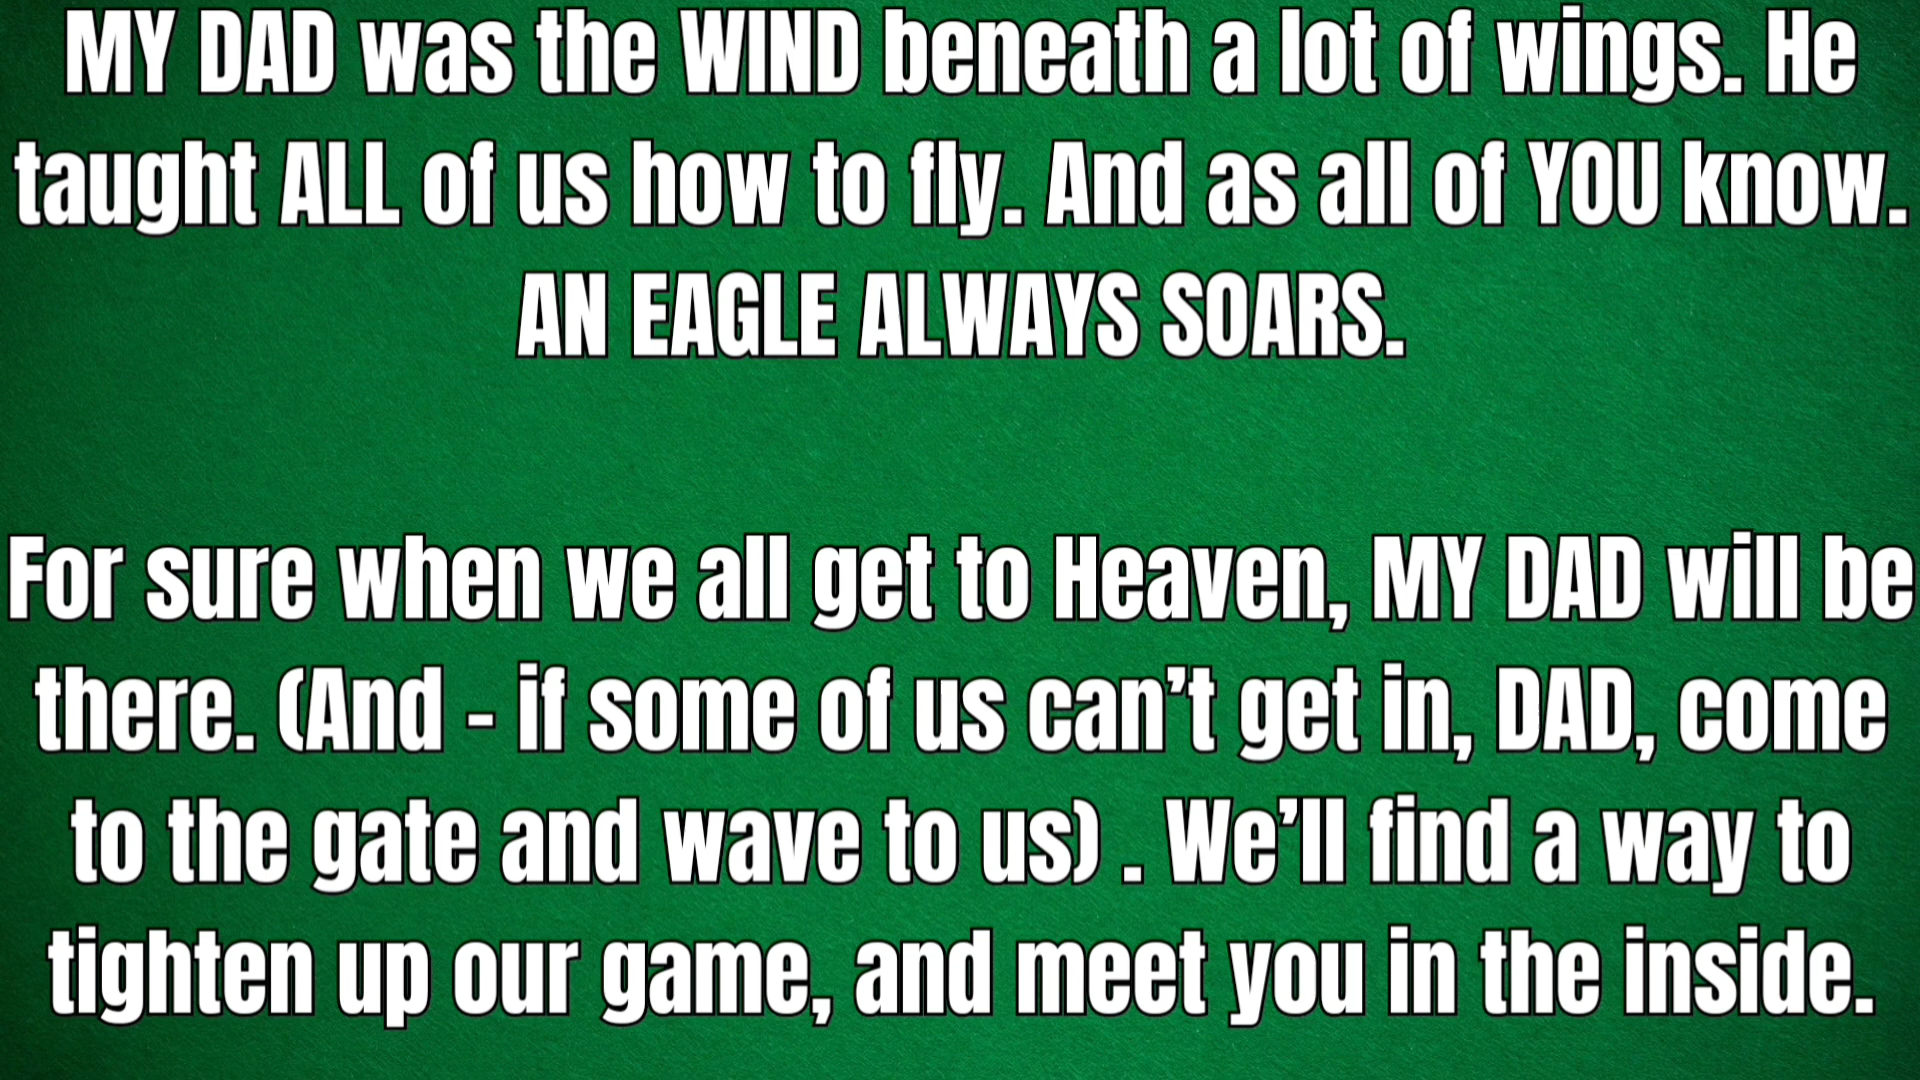 MY DAD was the WIND beneath a lot of wings. He
taught ALL of us how to fly. And as all of YOU know.
AN EAGLE ALWAYS SOARS.
For sure when we all get to Heaven, MY DAD will be
there. (And - if some of us can’t get in, DAD, come
to the gate and wave to us) . We’ll find a way to
tighten up our game, and meet you in the inside.